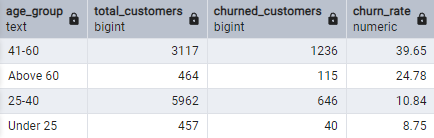 age_group total_customers churned_customers churn_rate
text bigint bigint numeric
41-60 3117 1236 39.65
Above 60 464 115 24.78
25-40 5962 646 10.84
Under 25 457 40 8.75